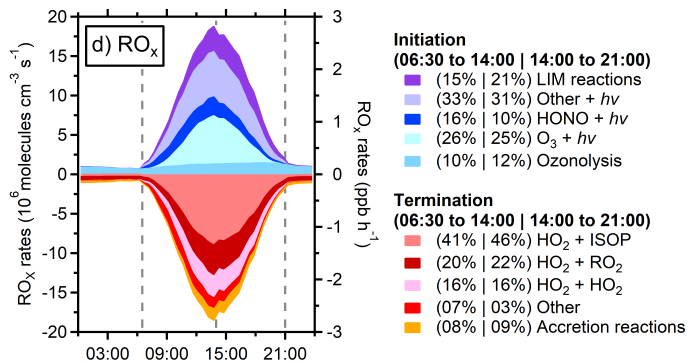 d) ROx
20
15
10
5
0
-5
-10
-15
-20
ROX rates (10^6 molecules cm^-3 s^-1)
3
2
1
0
-1
-2
-3
ROX rates (ppb h^-1)
03:00 09:00 15:00 21:00
Initiation
(06:30 to 14:00 | 14:00 to 21:00)
(15% | 21%) LIM reactions
(33% | 31%) Other + hν
(16% | 10%) HONO + hν
(26% | 25%) O3 + hν
(10% | 12%) Ozonolysis
Termination
(06:30 to 14:00 | 14:00 to 21:00)
(41% | 46%) HO2 + ISOP
(20% | 22%) HO2 + RO2
(16% | 16%) HO2 + HO2
(07% | 03%) Other
(08% | 09%) Accretion reactions